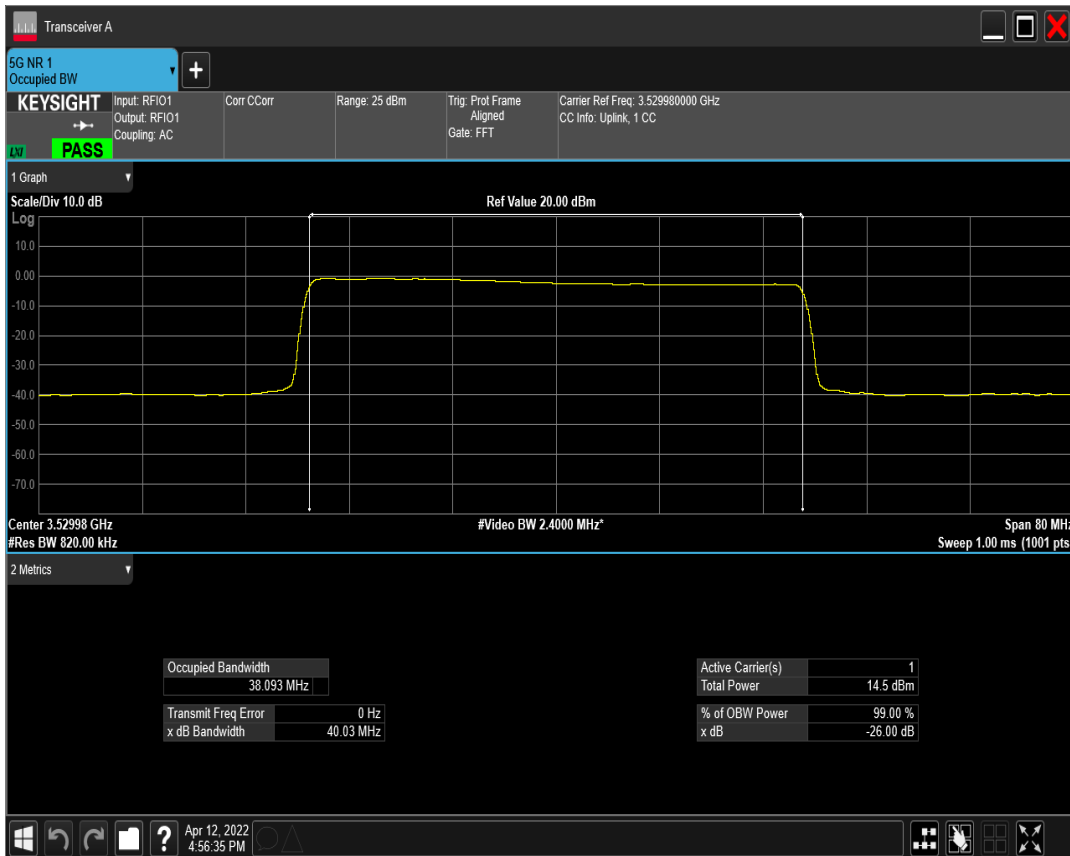 Transceiver A
5G NR 1
Occupied BW
+
KEYSIGHT
LXI
PASS
Input: RFIO1
Output: RFIO1
Coupling: AC
Corr CCorr
Range: 25 dBm
Trig: Prot Frame
Aligned
Gate: FFT
Carrier Ref Freq: 3.529980000 GHz
CC Info: Uplink, 1 CC
1 Graph
Scale/Div 10.0 dB
Ref Value 20.00 dBm
Log
10.0
0.00
-10.0
-20.0
-30.0
-40.0
-50.0
-60.0
-70.0
Center 3.52998 GHz
#Video BW 2.4000 MHz*
Span 80 MHz
#Res BW 820.00 kHz
Sweep 1.00 ms (1001 pts
2 Metrics
Occupied Bandwidth
38.093 MHz
Transmit Freq Error 0 Hz
x dB Bandwidth 40.03 MHz
Active Carrier(s) 1
Total Power 14.5 dBm
% of OBW Power 99.00 %
x dB -26.00 dB
?
Apr 12, 2022
4:56:35 PM